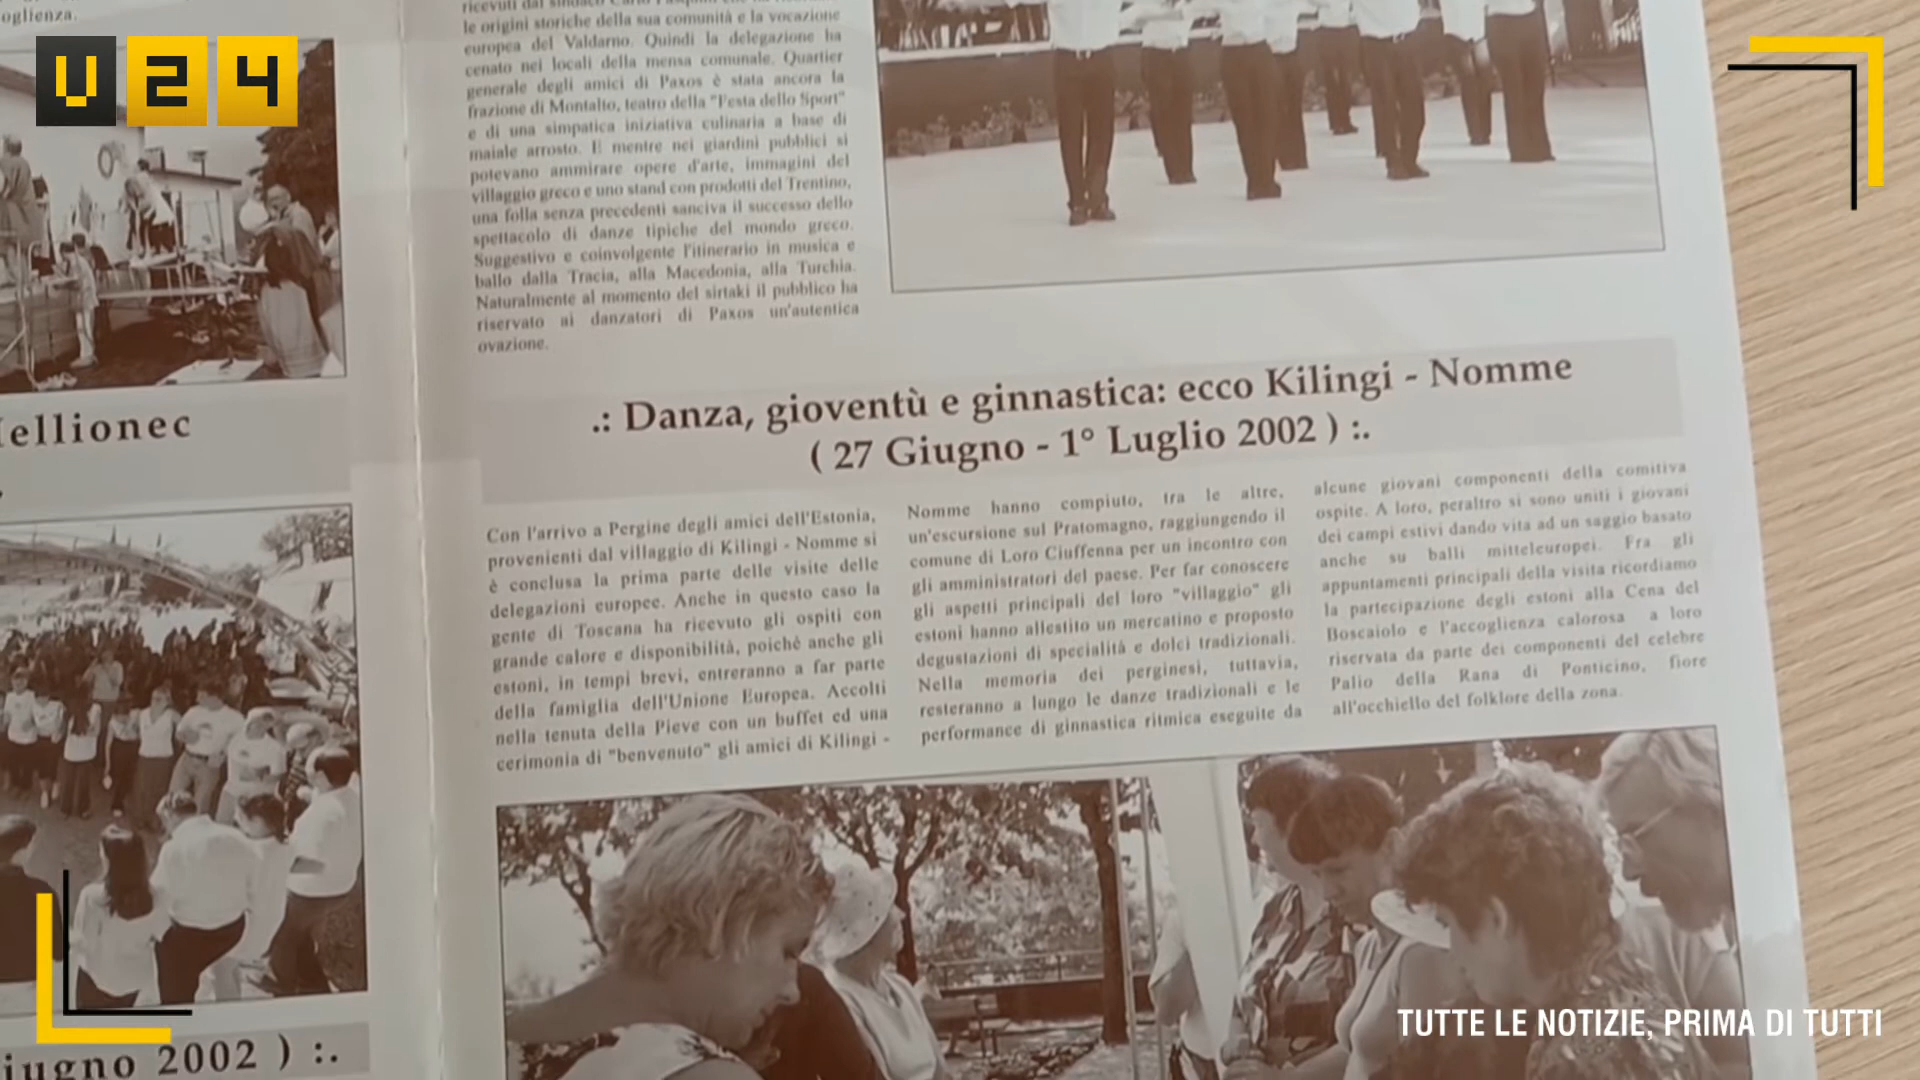 V24
oglienza.
ellionec
iugno 2002 ) :.
le origini storiche della sua comunità e la vocazione
europea del Valdarno. Quindi la delegazione ha
cenato nei locali della mensa comunale. Quartier
generale degli amici di Paxos è stata ancora la
frazione di Montalto, teatro della "Festa dello Sport"
e di una simpatica iniziativa culinaria a base di
maiale arrosto. E mentre nei giardini pubblici si
potevano ammirare opere d'arte, immagini del
villaggio greco e uno stand con prodotti del Trentino,
una folla senza precedenti sanciva il successo dello
spettacolo di danze tipiche del mondo greco.
Suggestivo e coinvolgente l'itinerario in musica e
ballo dalla Tracia, alla Macedonia, alla Turchia.
Naturalmente al momento del sirtaki il pubblico ha
riservato ai danzatori di Paxos un'autentica
ovazione.
.: Danza, gioventù e ginnastica: ecco Kilingi - Nomme
( 27 Giugno - 1° Luglio 2002 ) :.
Con l'arrivo a Pergine degli amici dell'Estonia,
provenienti dal villaggio di Kilingi - Nomme si
è conclusa la prima parte delle visite delle
delegazioni europee. Anche in questo caso la
gente di Toscana ha ricevuto gli ospiti con
grande calore e disponibilità, poichè anche gli
estoni, in tempi brevi, entreranno a far parte
della famiglia dell'Unione Europea. Accolti
nella tenuta della Pieve con un buffet ed una
cerimonia di "benvenuto" gli amici di Kilingi -
Nomme hanno compiuto, tra le altre,
un'escursione sul Pratomagno, raggiungendo il
comune di Loro Ciuffenna per un incontro con
gli amministratori del paese. Per far conoscere
gli aspetti principali del loro "villaggio" gli
estoni hanno allestito un mercatino e proposto
degustazioni di specialità e dolci tradizionali.
Nella memoria dei perginesi, tuttavia,
resteranno a lungo le danze tradizionali e le
performance di ginnastica ritmica eseguite da
alcune giovani componenti della comitiva
ospite. A loro, peraltro si sono uniti i giovani
dei campi estivi dando vita ad un saggio basato
anche su balli mitteleuropei. Fra gli
appuntamenti principali della visita ricordiamo
la partecipazione degli estoni alla Cena del
Boscaiolo e l'accoglienza calorosa a loro
riservata da parte dei componenti del celebre
Palio della Rana di Ponticino, fiore
all'occhiello del folklore della zona.
TUTTE LE NOTIZIE, PRIMA DI TUTTI